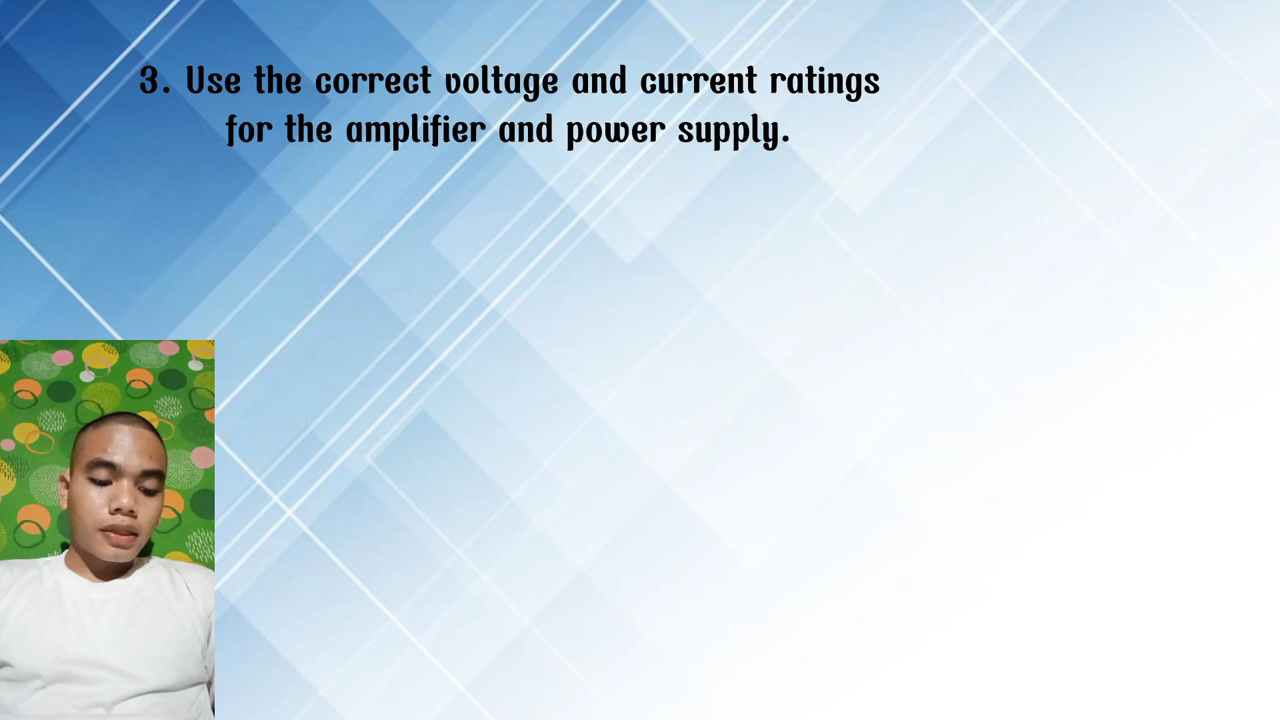 3. Use the correct voltage and current ratings
for the amplifier and power supply.